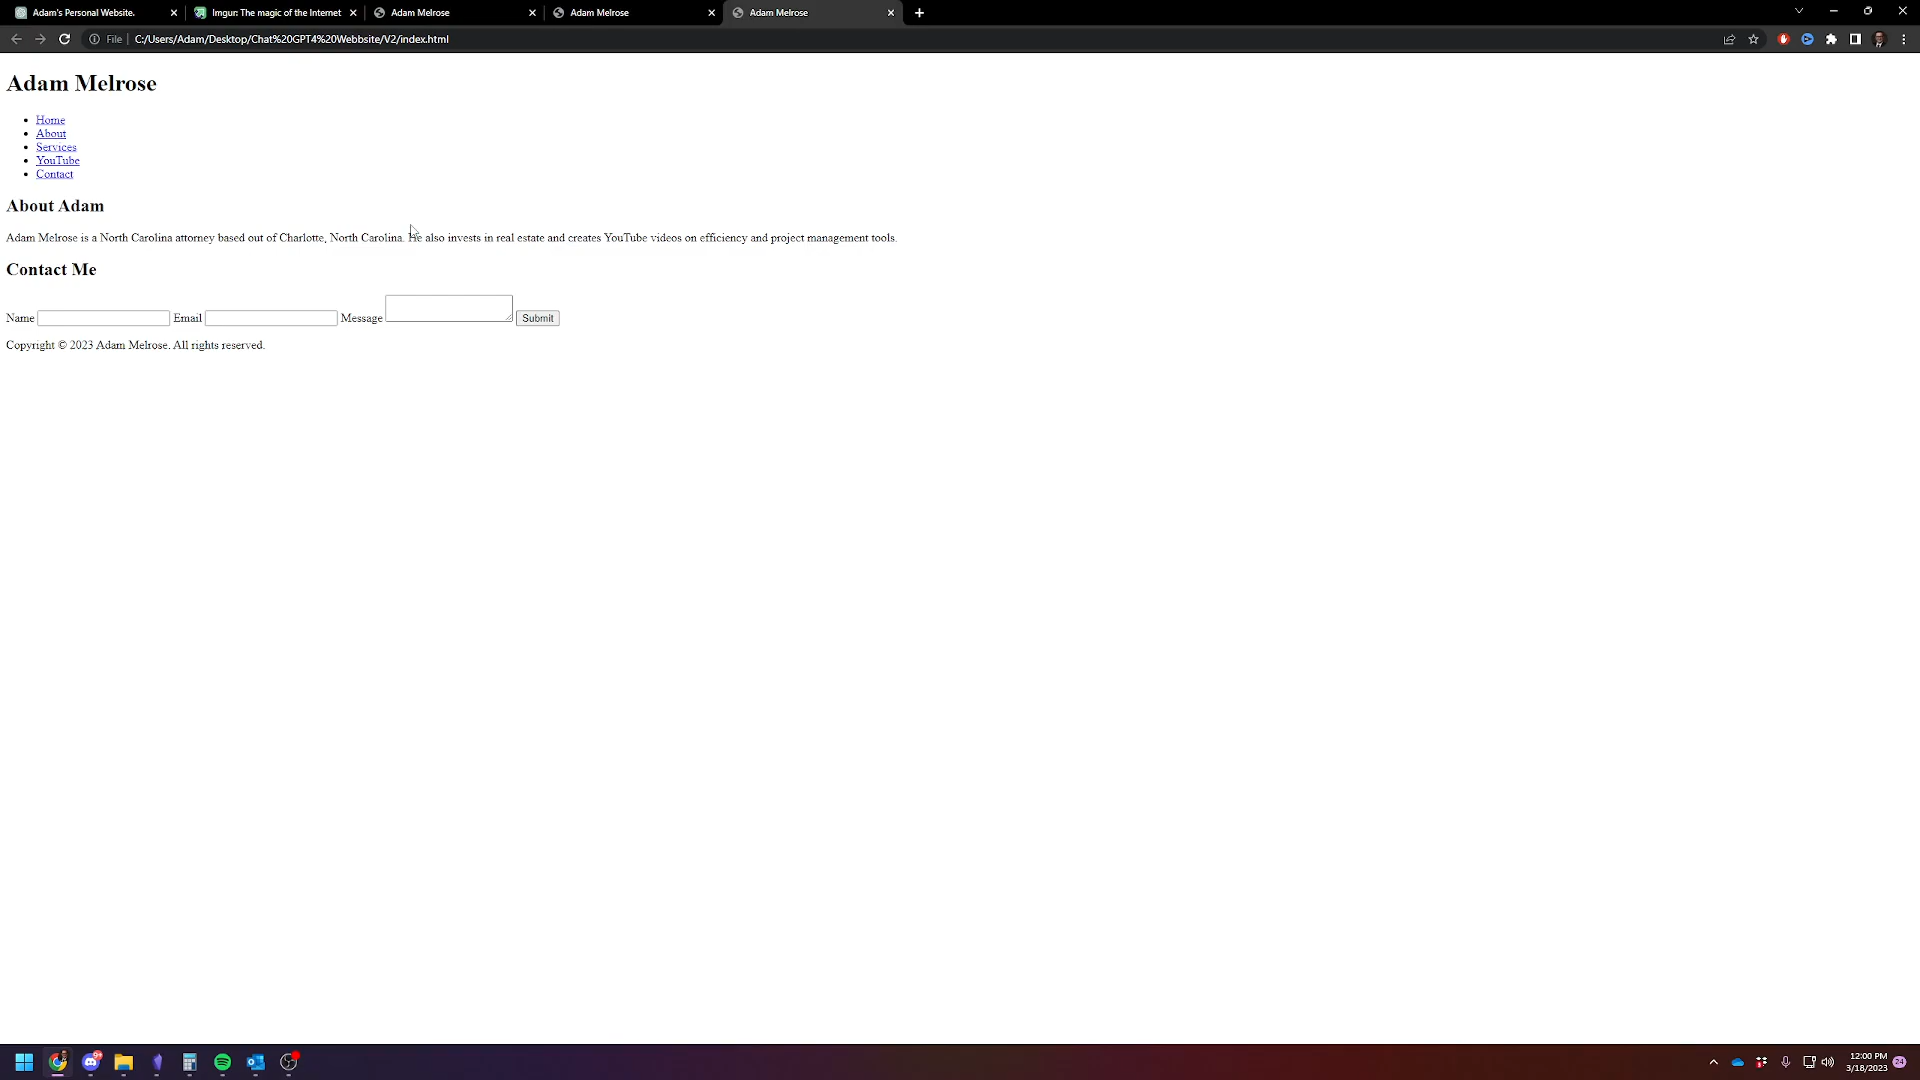 Adam's Personal Website.
Imgur: The magic of the Internet
Adam Melrose
Adam Melrose
Adam Melrose
File
C:/Users/Adam/Desktop/Chat%20GPT4%20Webbsite/V2/index.html
Adam Melrose
Home
About
Services
YouTube
Contact
About Adam
Adam Melrose is a North Carolina attorney based out of Charlotte, North Carolina. He also invests in real estate and creates YouTube videos on efficiency and project management tools.
Contact Me
Name Email Message Submit
Copyright © 2023 Adam Melrose. All rights reserved.
12:00 PM
3/18/2023
24